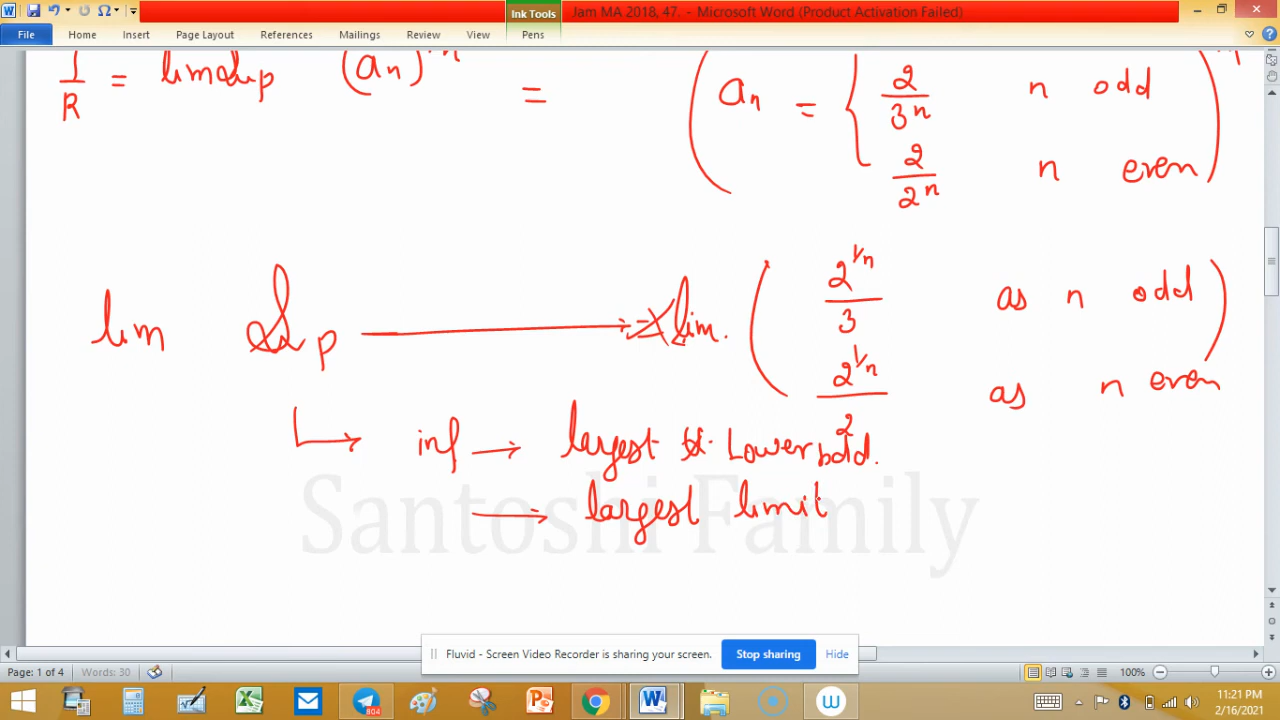 Ink Tools
Jam MA 2018, 47. - Microsoft Word (Product Activation Failed)
File Home Insert Page Layout References Mailings Review View Pens
1/R = limsup (an)^1/n = ( an = { 2/3^n n odd
2/2^n n even )^1/n
lim Sup → lim. ( 2^1/n / 3 as n odd
2^1/n / 2 as n even )
↳ inf → largest Lower bdd.
→ largest limit
Santoshi Family
Fluvid - Screen Video Recorder is sharing your screen. Stop sharing Hide
Page: 1 of 4 Words: 30 100%
804
11:21 PM
2/16/2021